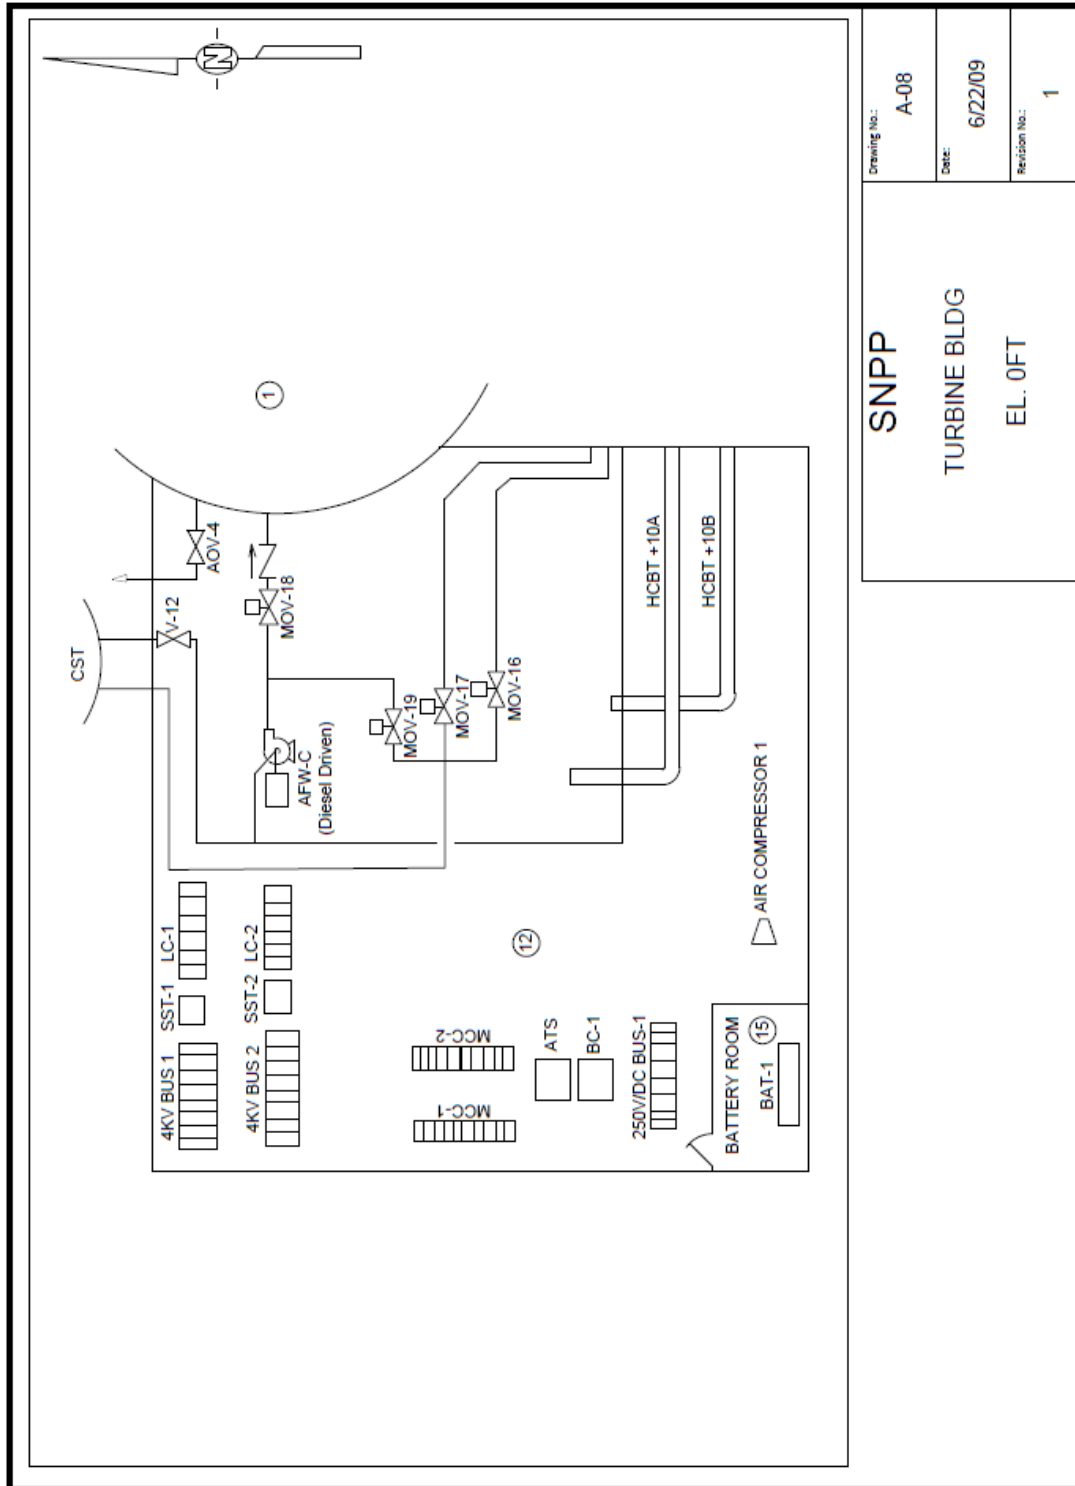 N
CST
4KV BUS 1
SST-1
LC-1
V-12
AOV-4
4KV BUS 2
SST-2
LC-2
AFW-C
(Diesel Driven)
MOV-18
1
MOV-19
MOV-17
MOV-16
MCC-1
MCC-2
12
ATS
BC-1
250V/DC BUS-1
HCBT +10A
HCBT +10B
BATTERY ROOM
15
BAT-1
AIR COMPRESSOR 1
SNPP
TURBINE BLDG
EL. 0FT
Drawing No.:
A-08
Date:
6/22/09
Revision No.:
1